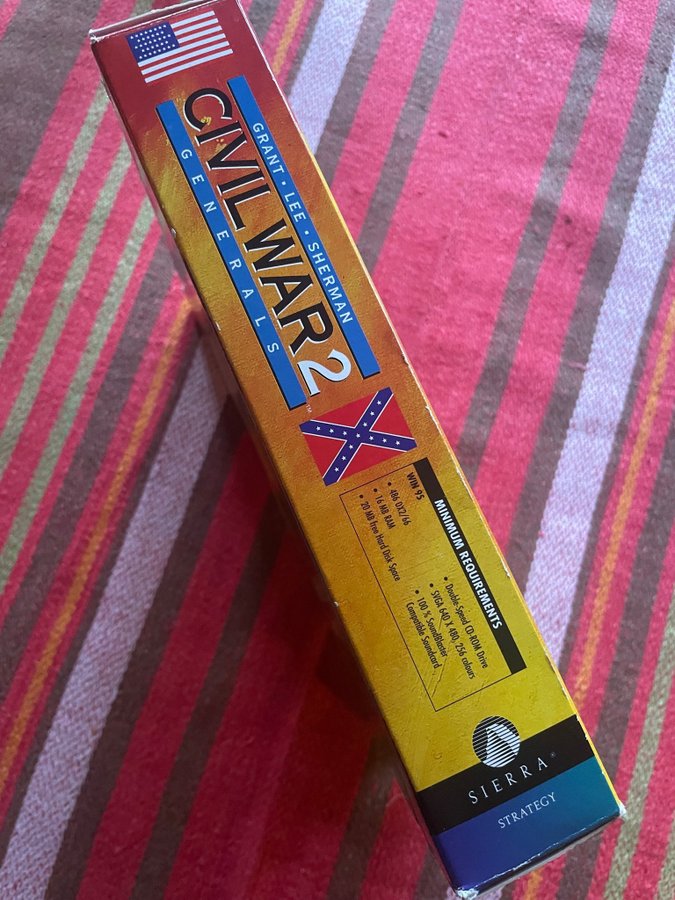 GRANT • LEE • SHERMAN
CIVIL WAR 2
GENERALS
™
MINIMUM REQUIREMENTS
WIN 95
• 486 DX2/66
• 16 MB RAM
• 20 MB free Hard Disk Space
• Double-Speed CD-ROM Drive
• SVGA 640 X 480, 256 colours
• 100 % SoundBlaster
Compatible Soundcard
SIERRA®
STRATEGY